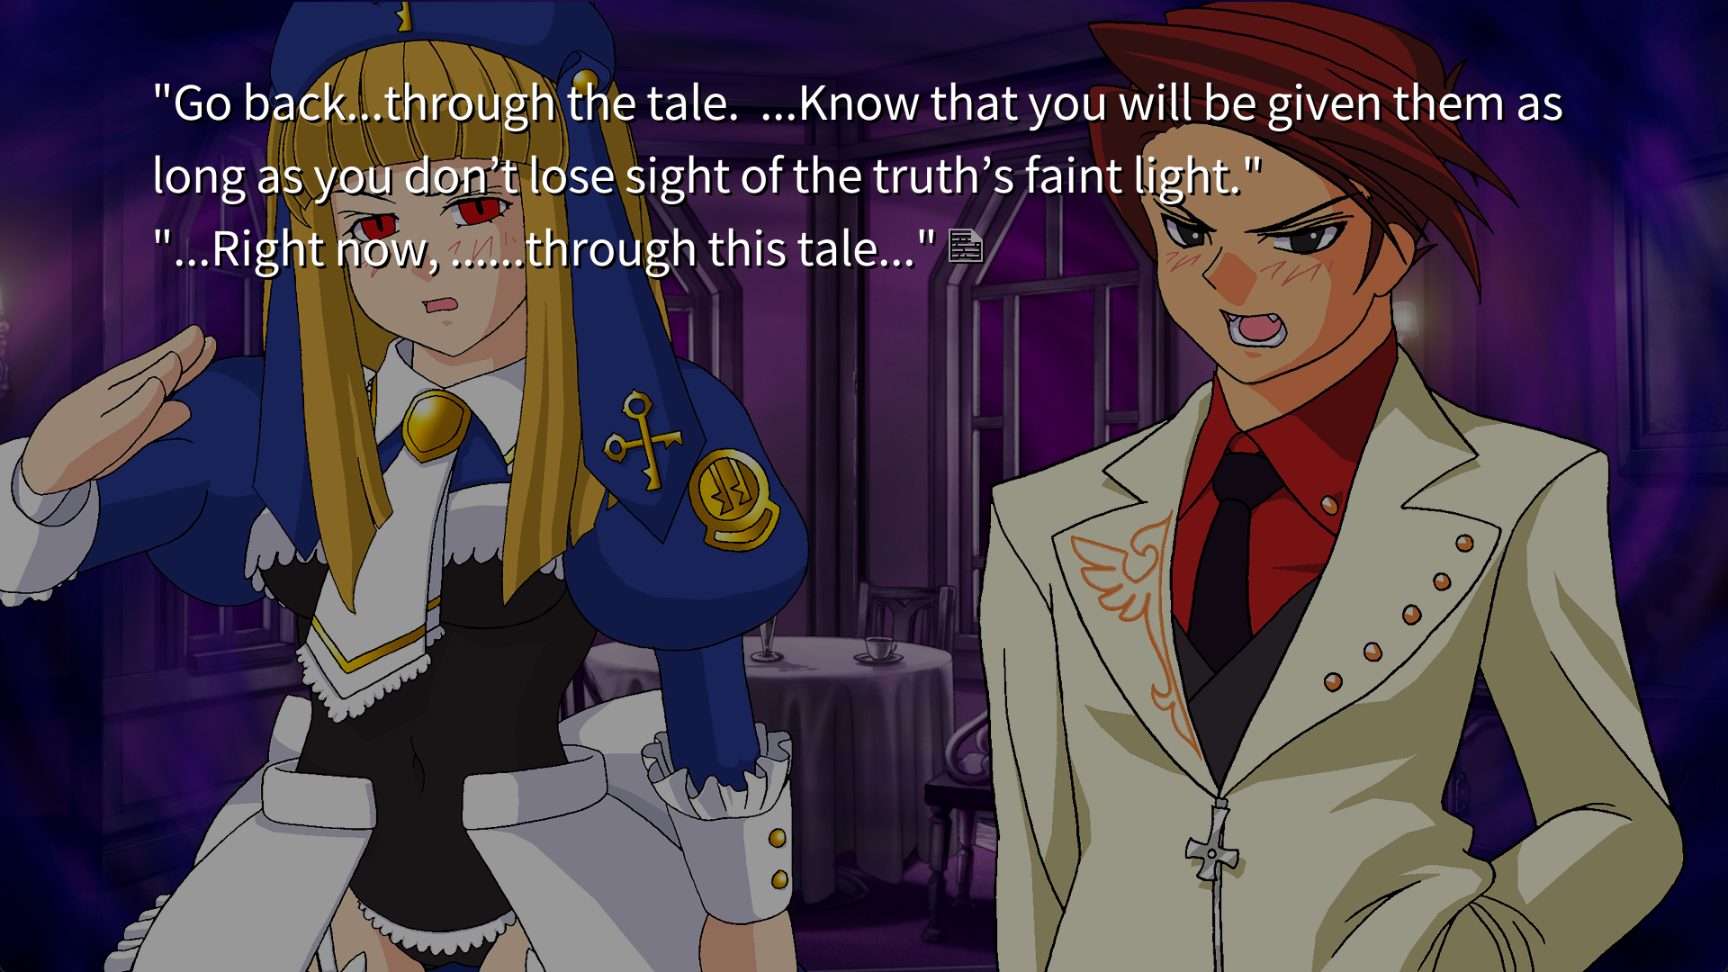 "Go back...through the tale.  ...Know that you will be given them as
long as you don’t lose sight of the truth’s faint light."
"...Right now, ......through this tale..."